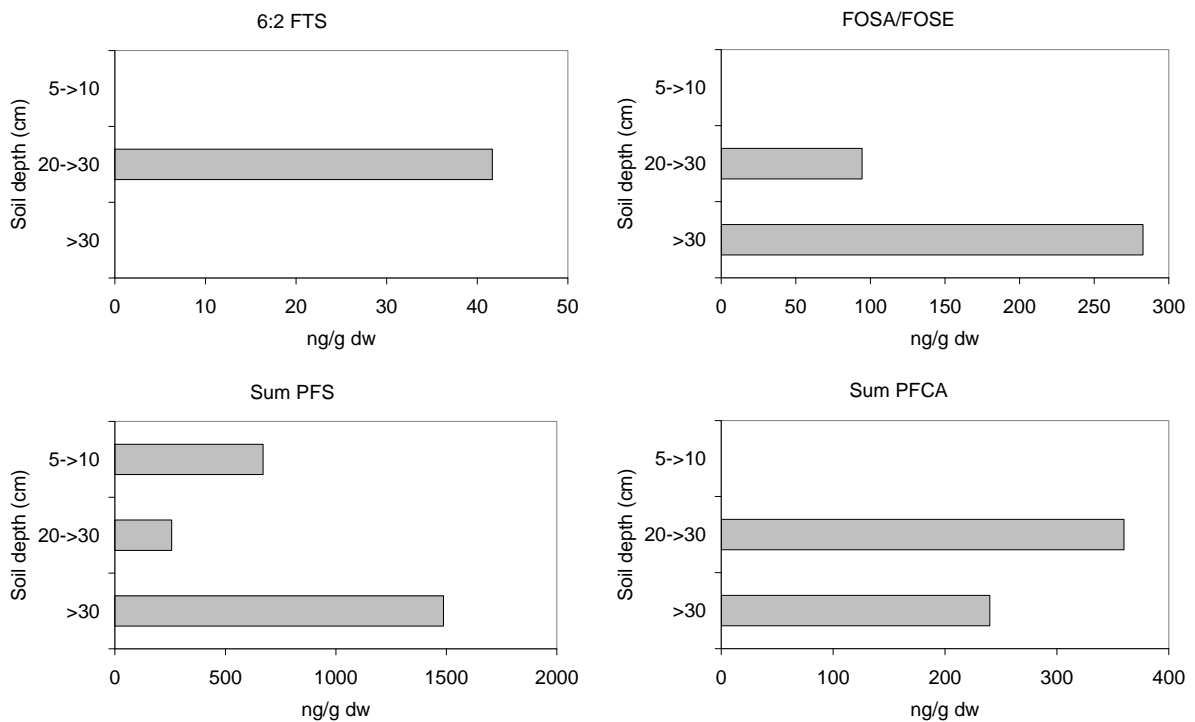 6:2 FTS
Soil depth (cm)
5->10
20->30
>30
0 10 20 30 40 50
ng/g dw
FOSA/FOSE
Soil depth (cm)
5->10
20->30
>30
0 50 100 150 200 250 300
ng/g dw
Sum PFS
Soil depth (cm)
5->10
20->30
>30
0 500 1000 1500 2000
ng/g dw
Sum PFCA
Soil depth (cm)
5->10
20->30
>30
0 100 200 300 400
ng/g dw